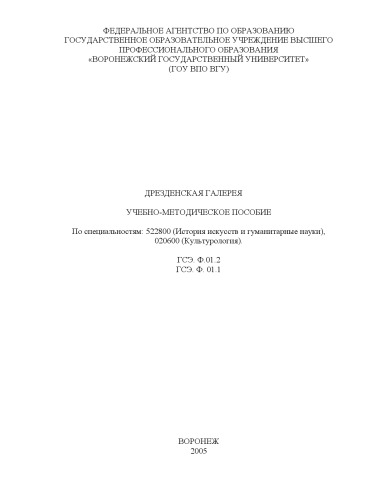 ФЕДЕРАЛЬНОЕ АГЕНТСТВО ПО ОБРАЗОВАНИЮ
ГОСУДАРСТВЕННОЕ ОБРАЗОВАТЕЛЬНОЕ УЧРЕЖДЕНИЕ ВЫСШЕГО
ПРОФЕССИОНАЛЬНОГО ОБРАЗОВАНИЯ
«ВОРОНЕЖСКИЙ ГОСУДАРСТВЕННЫЙ УНИВЕРСИТЕТ»
(ГОУ ВПО ВГУ)
ДРЕЗДЕНСКАЯ ГАЛЕРЕЯ
УЧЕБНО-МЕТОДИЧЕСКОЕ ПОСОБИЕ
По специальностям: 522800 (История искусств и гуманитарные науки),
020600 (Культурология).
ГСЭ. Ф.01.2
ГСЭ. Ф. 01.1
ВОРОНЕЖ
2005